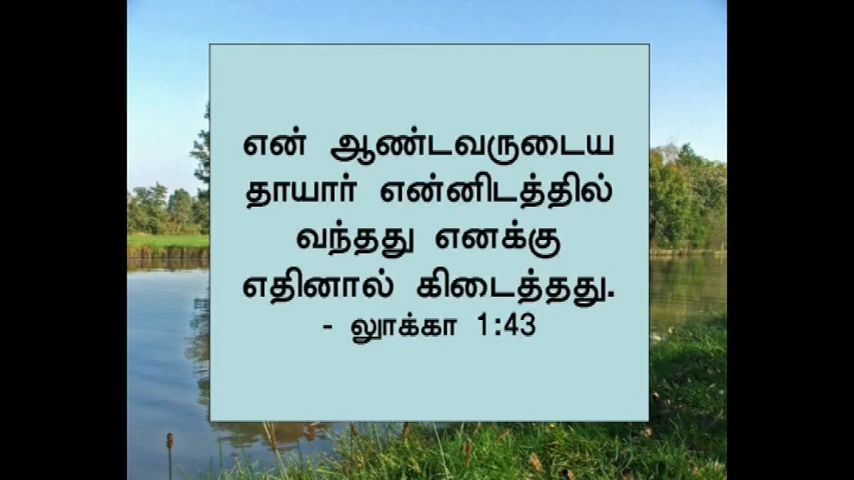 என் ஆண்டவருடைய
தாயார் என்னிடத்தில்
வந்தது எனக்கு
எதினால் கிடைத்தது.
- லூக்கா 1:43